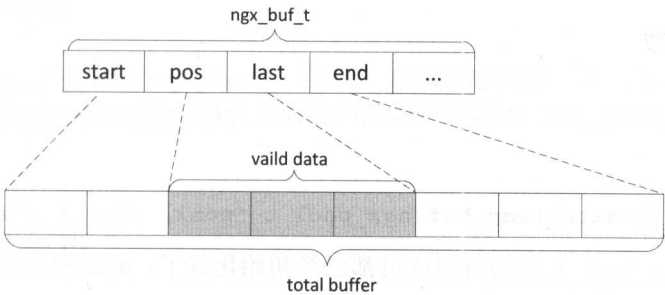 ngx_buf_t
start pos last end ...
vaild data
total buffer